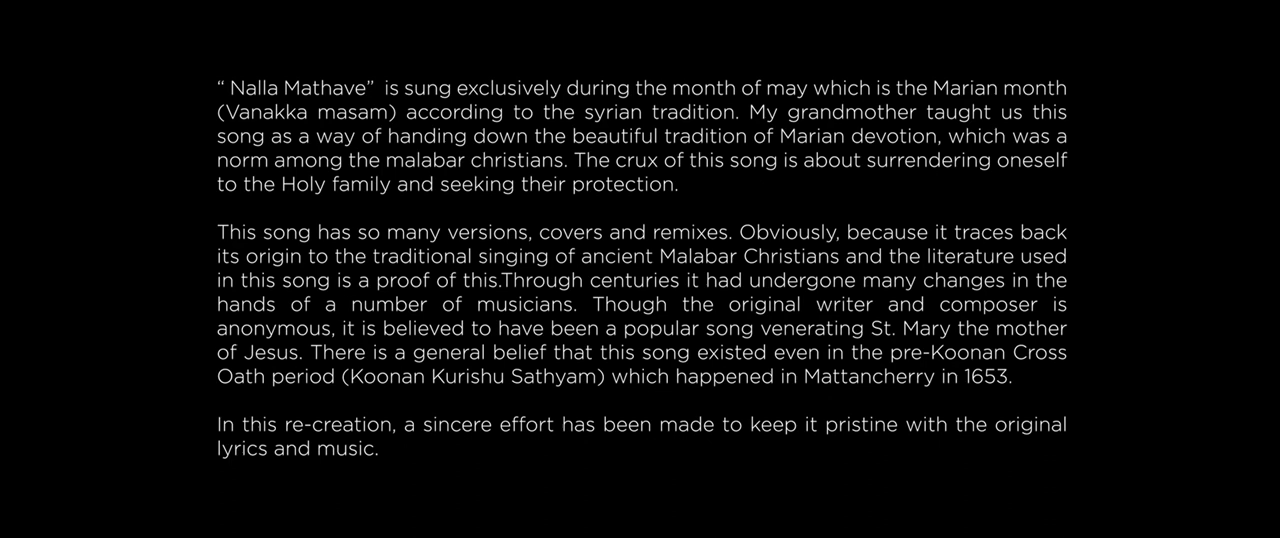 “ Nalla Mathave” is sung exclusively during the month of may which is the Marian month
(Vanakka masam) according to the syrian tradition. My grandmother taught us this
song as a way of handing down the beautiful tradition of Marian devotion, which was a
norm among the malabar christians. The crux of this song is about surrendering oneself
to the Holy family and seeking their protection.
This song has so many versions, covers and remixes. Obviously, because it traces back
its origin to the traditional singing of ancient Malabar Christians and the literature used
in this song is a proof of this.Through centuries it had undergone many changes in the
hands of a number of musicians. Though the original writer and composer is
anonymous, it is believed to have been a popular song venerating St. Mary the mother
of Jesus. There is a general belief that this song existed even in the pre-Koonan Cross
Oath period (Koonan Kurishu Sathyam) which happened in Mattancherry in 1653.
In this re-creation, a sincere effort has been made to keep it pristine with the original
lyrics and music.